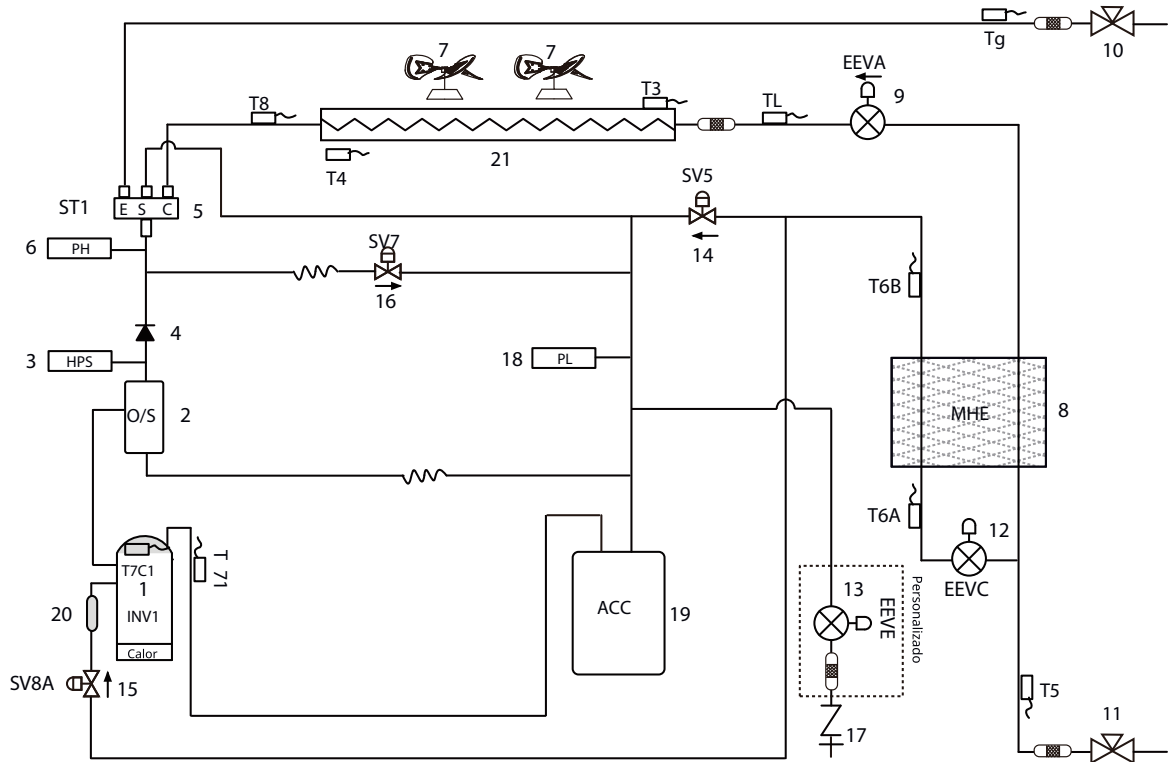 Tg
10
7
7
EEVA
9
T8
T3
TL
21
T4
SV5
14
ST1
E S C
5
6
PH
SV7
16
T6B
4
3
HPS
18
PL
O/S
2
MHE
8
T6A
12
EEVC
T7C1
1
INV1
Calor
T 71
ACC
19
13
EEVE
Personalizado
20
SV8A
15
T5
17
11